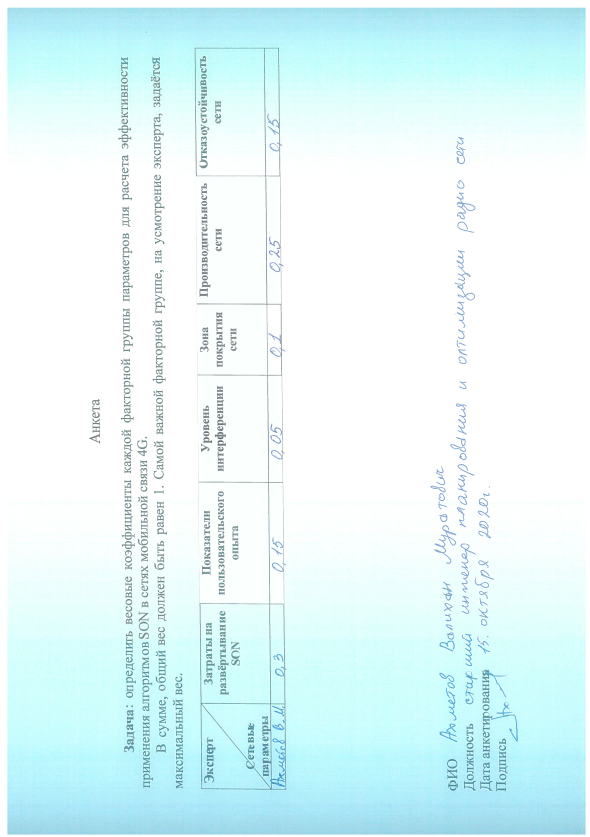 Анкета
Задача: определить весовые коэффициенты каждой факторной группы параметров для расчета эффективности
применения алгоритмов SON в сетях мобильной связи 4G.
В сумме, общий вес должен быть равен 1. Самой важной факторной группе, на усмотрение эксперта, задаётся
максимальный вес.
Эксперт Сетевые параметры
Затраты на развёртывание SON
Показатели пользовательского опыта
Уровень интерференции
Зона покрытия сети
Производительность сети
Отказоустойчивость сети
Ахметов В.М. 0,3 0,15 0,05 0,1 0,25 0,15
ФИО Ахметов Валихан Муратович
Должность старший инженер планирования и оптимизации радио сети
Дата анкетирования 15. октября 2020г.
Подпись